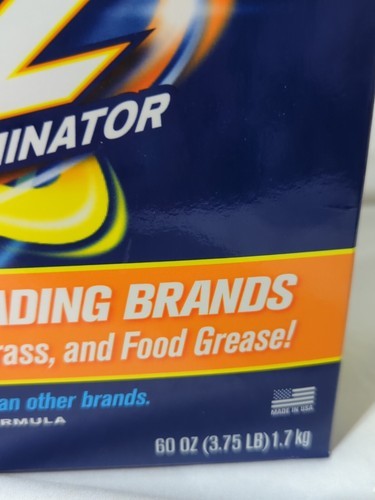 Z
MINATOR
ADING BRANDS
rass, and Food Grease!
an other brands.
RMULA
MADE IN USA
60 OZ (3.75 LB) 1.7 kg